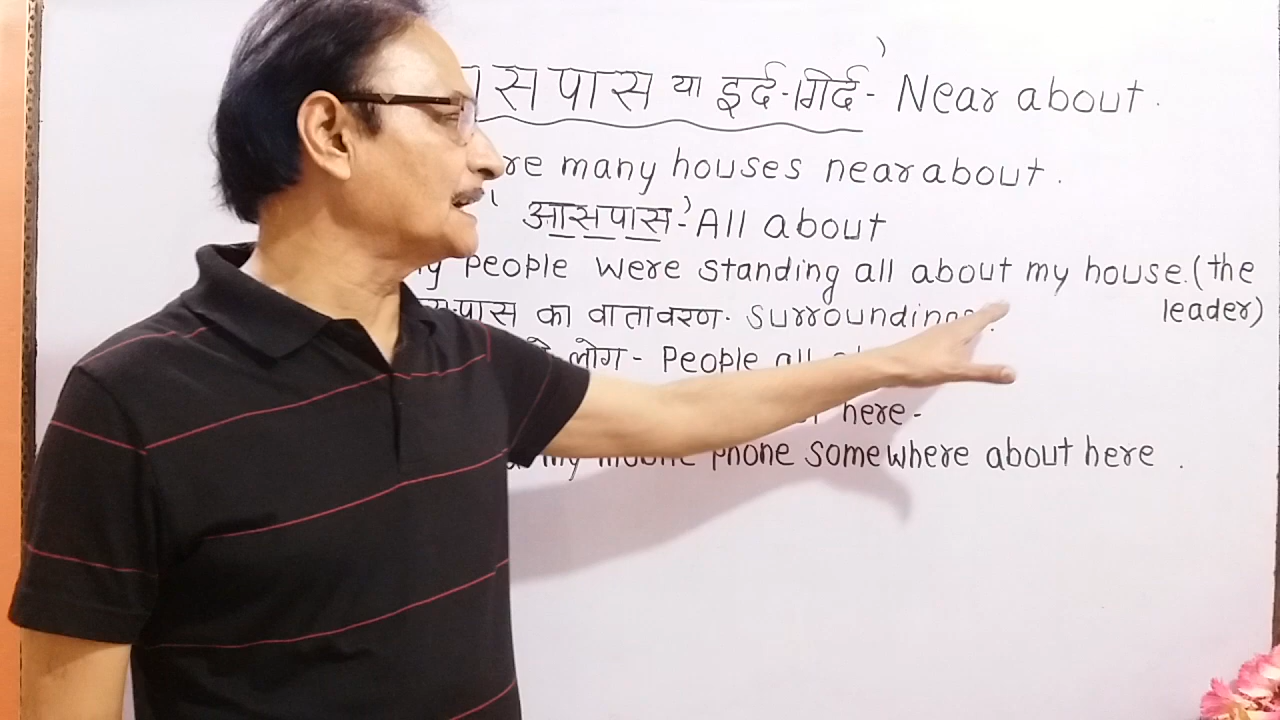 सपास या इर्द-गिर्द-' Near about.
re many houses near about.
' आसपास'- All about
People were standing all about my house. (the
leader)
पास का वातावरण- Surroundings.
लोग - People all
here-
my mobile phone somewhere about here.